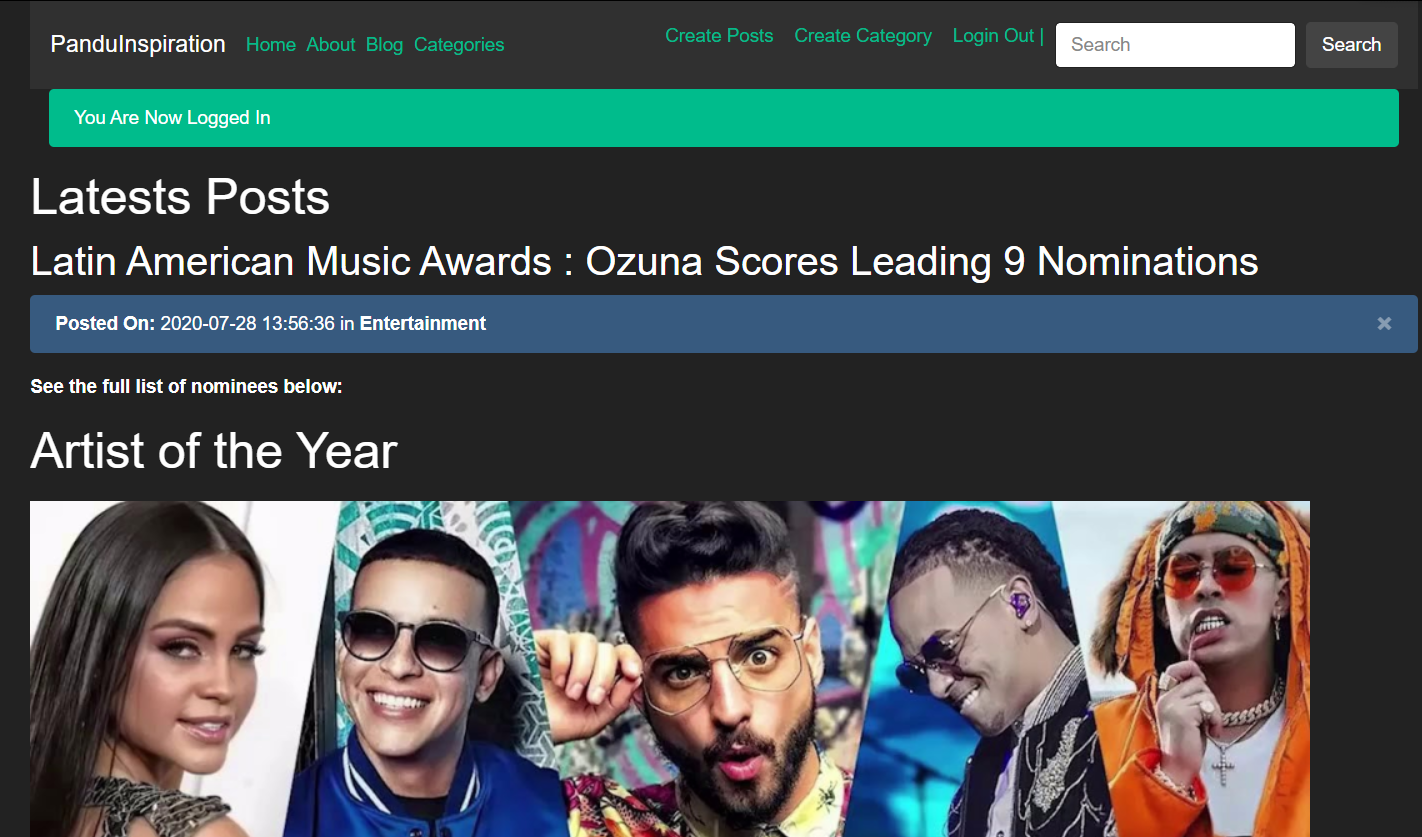 PanduInspiration Home About Blog Categories Create Posts Create Category Login Out | Search Search
You Are Now Logged In
Latests Posts
Latin American Music Awards : Ozuna Scores Leading 9 Nominations
Posted On: 2020-07-28 13:56:36 in Entertainment ×
See the full list of nominees below:
Artist of the Year